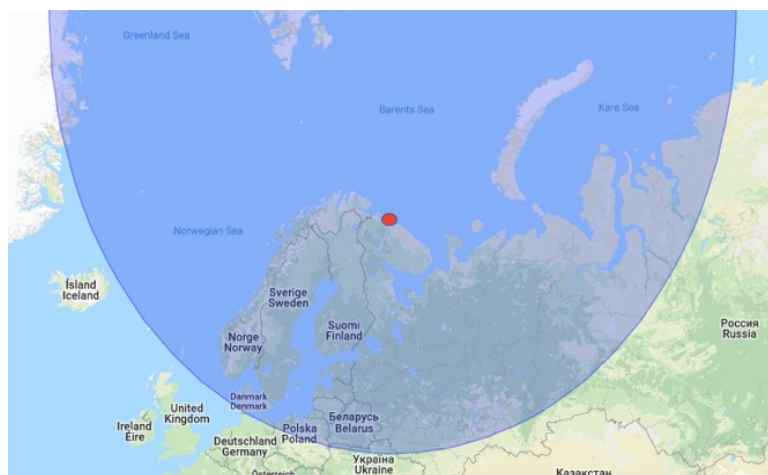 Greenland Sea
Barents Sea
Kara Sea
Norwegian Sea
Ísland
Iceland
Sverige
Sweden
Suomi
Finland
Norge
Norway
Россия
Russia
Danmark
Denmark
United
Kingdom
Ireland
Éire
Беларусь
Belarus
Polska
Poland
Deutschland
Germany
Україна
Ukraine
Österreich
Казахстан